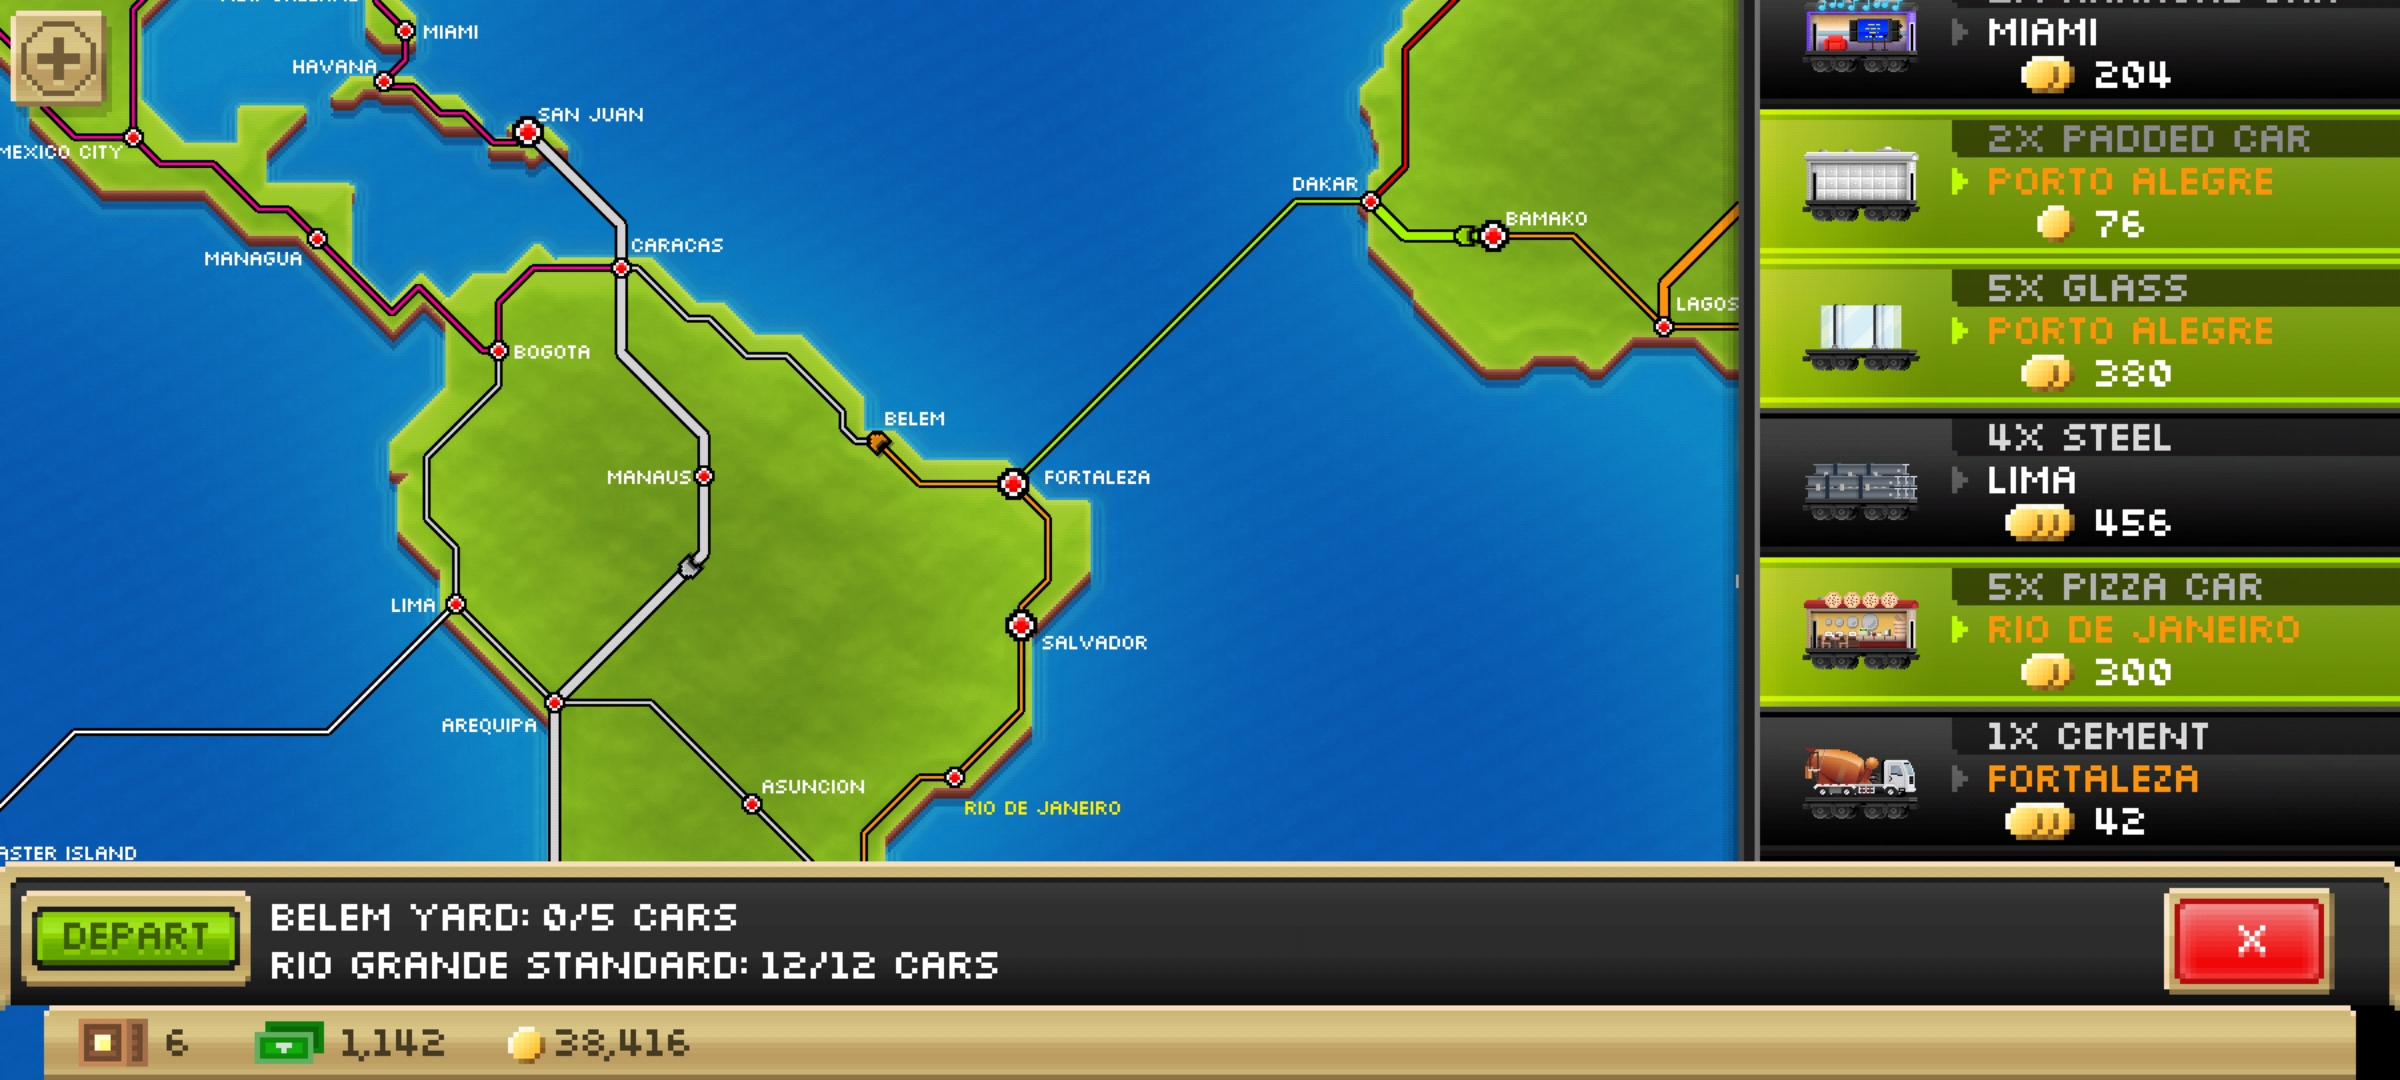 MIAMI
HAVANA
SAN JUAN
MEXICO CITY
MANAGUA
CARACAS
BOGOTA
DAKAR
BAMAKO
LAGOS
BELEM
MANAUS
FORTALEZA
LIMA
SALVADOR
AREQUIPA
ASUNCION
RIO DE JANEIRO
ASTER ISLAND
MIAMI
204
2X PADDED CAR
PORTO ALEGRE
76
5X GLASS
PORTO ALEGRE
380
4X STEEL
LIMA
456
5X PIZZA CAR
RIO DE JANEIRO
300
1X CEMENT
FORTALEZA
42
DEPART
BELEM YARD: 0/5 CARS
RIO GRANDE STANDARD: 12/12 CARS
X
6
1,142
38,416